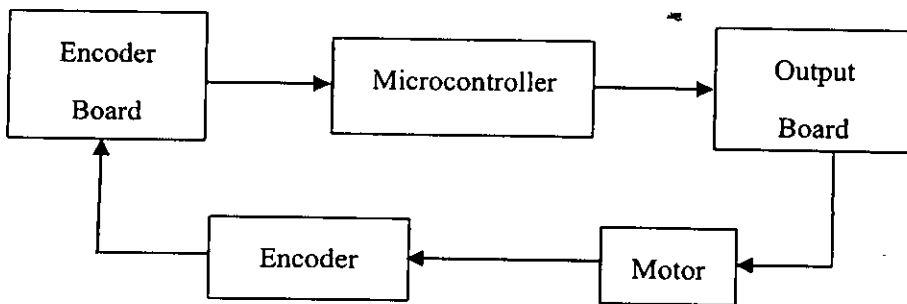 Encoder
Board
Microcontroller
Output
Board
Encoder
Motor